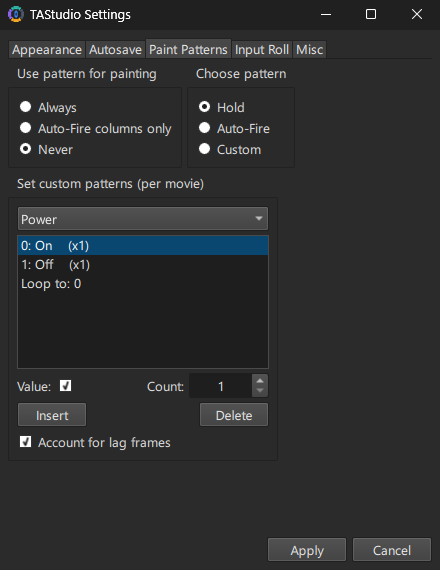 TAStudio Settings
Appearance Autosave Paint Patterns Input Roll Misc
Use pattern for painting Choose pattern
Always Hold
Auto-Fire columns only Auto-Fire
Never Custom
Set custom patterns (per movie)
Power
0: On (x1)
1: Off (x1)
Loop to: 0
Value: Count: 1
Insert Delete
Account for lag frames
Apply Cancel